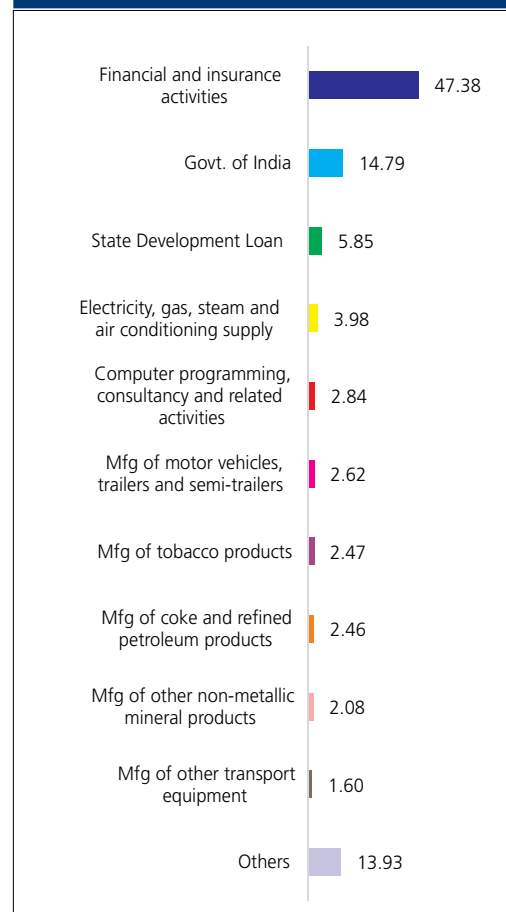 Financial and insurance
activities
47.38
Govt. of India
14.79
State Development Loan
5.85
Electricity, gas, steam and
air conditioning supply
3.98
Computer programming,
consultancy and related
activities
2.84
Mfg of motor vehicles,
trailers and semi-trailers
2.62
Mfg of tobacco products
2.47
Mfg of coke and refined
petroleum products
2.46
Mfg of other non-metallic
mineral products
2.08
Mfg of other transport
equipment
1.60
Others
13.93